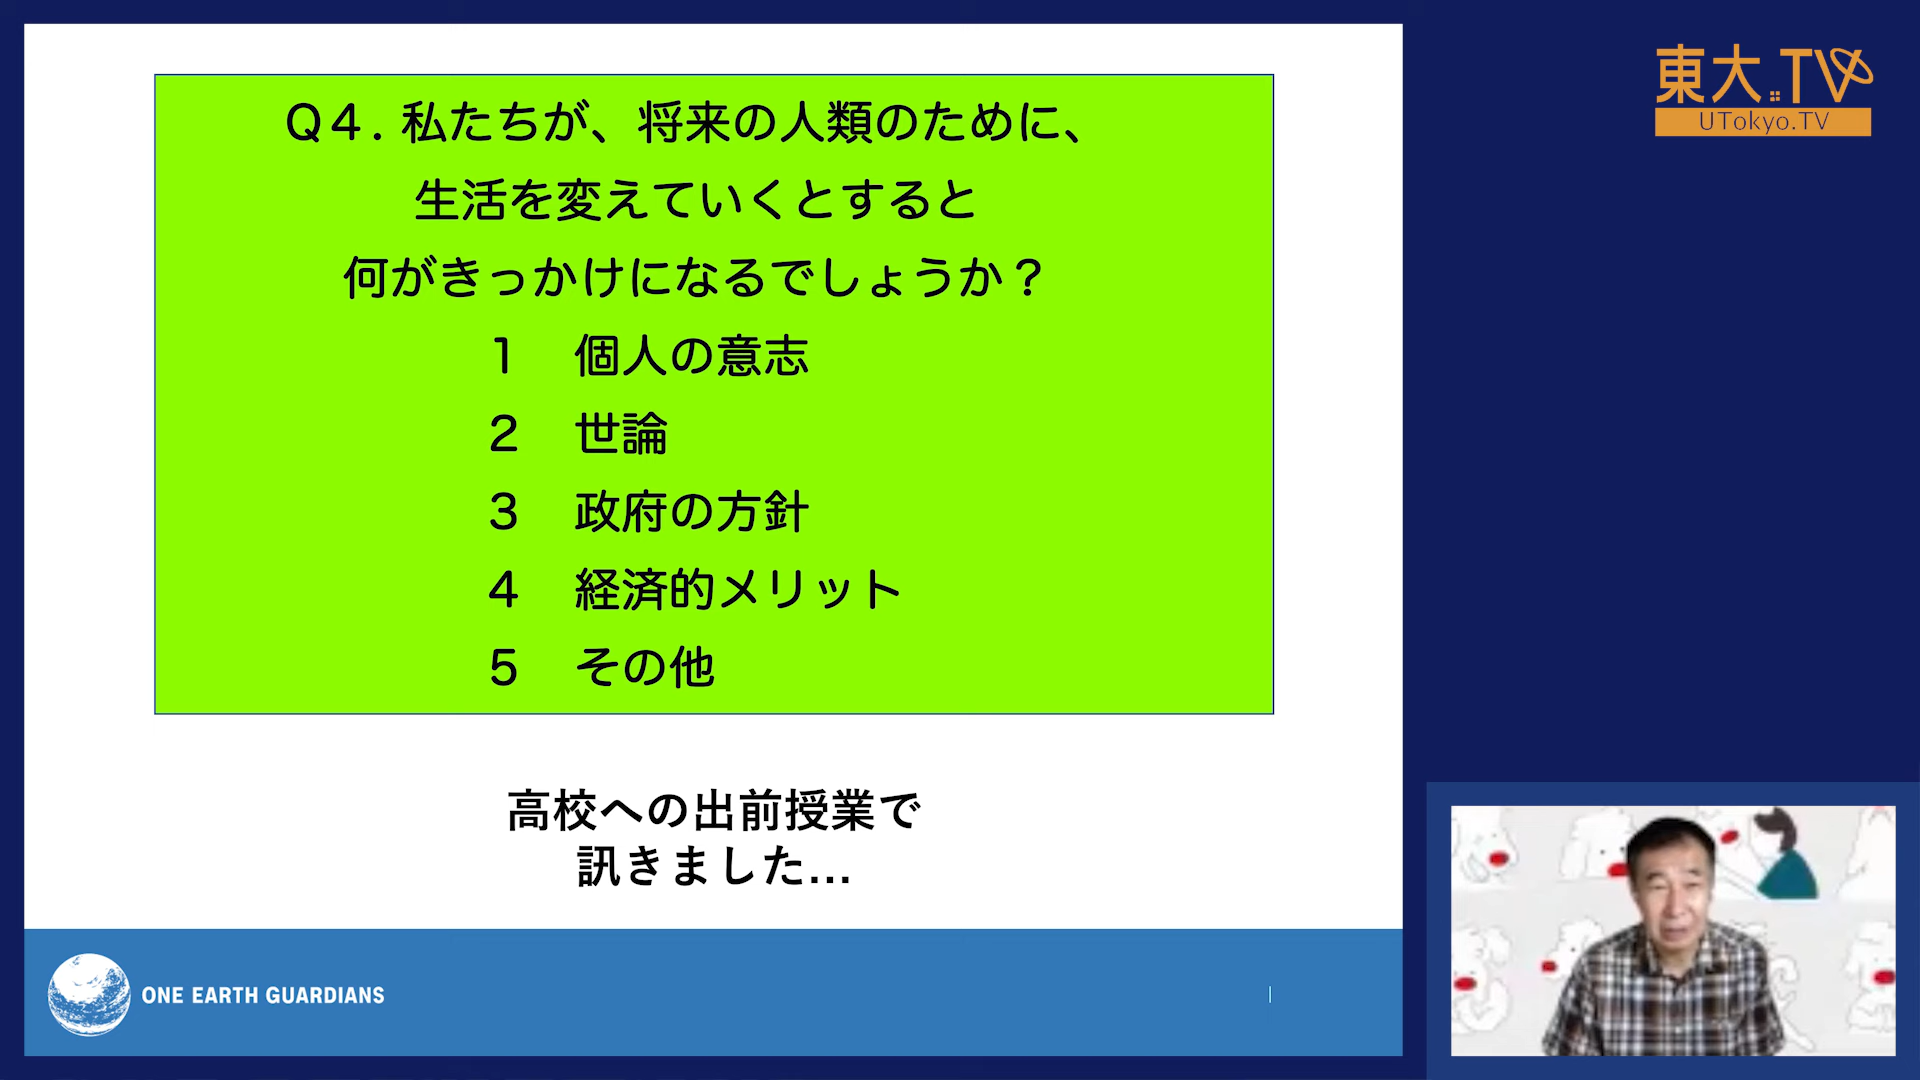 Q４. 私たちが、将来の人類のために、
生活を変えていくとすると
何がきっかけになるでしょうか？
１　個人の意志
２　世論
３　政府の方針
４　経済的メリット
５　その他
高校への出前授業で
訊きました...
ONE EARTH GUARDIANS
東大.TV
UTokyo.TV